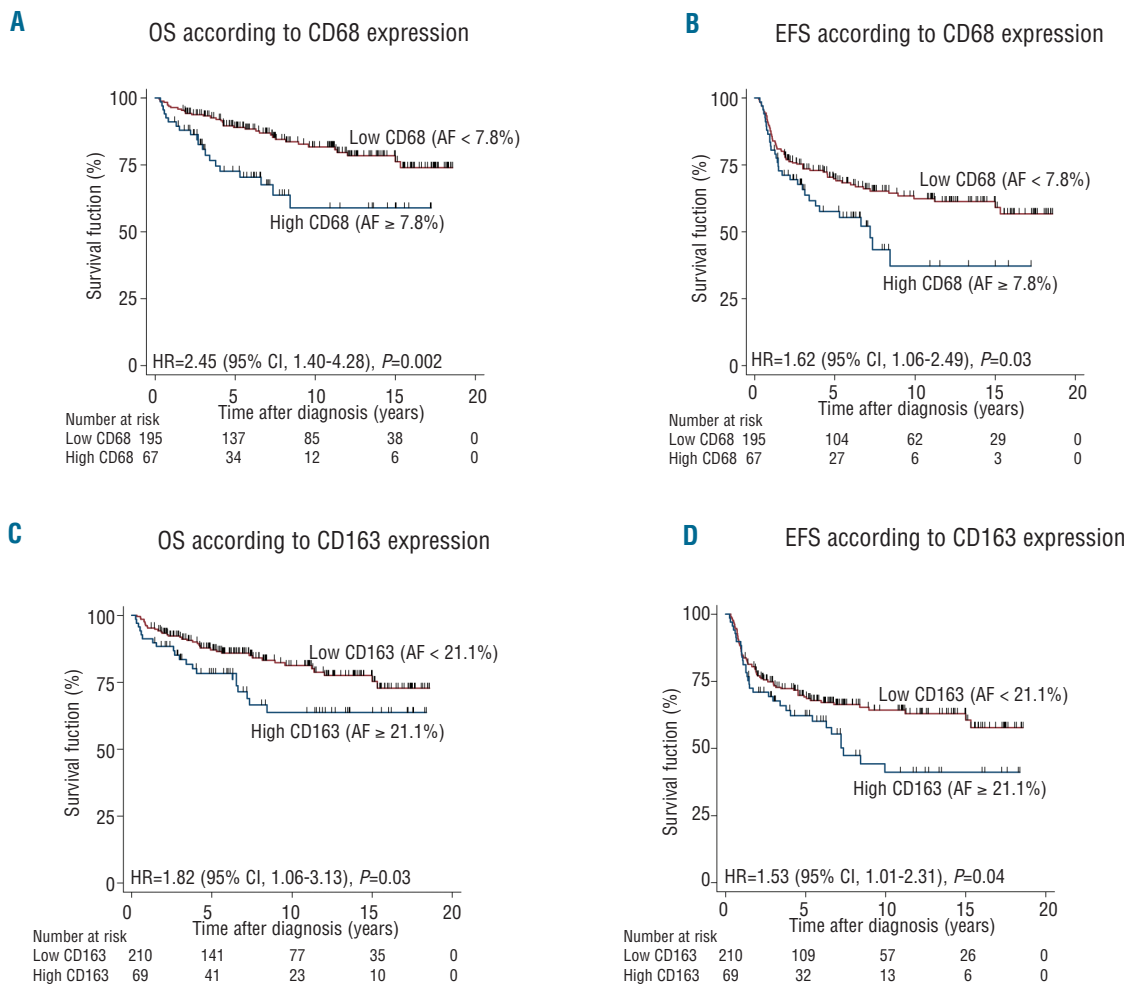 A
OS according to CD68 expression
100
75
50
25
0
Survival fuction (%)
Low CD68 (AF < 7.8%)
High CD68 (AF ≥ 7.8%)
HR=2.45 (95% CI, 1.40-4.28), P=0.002
0 5 10 15 20
Time after diagnosis (years)
Number at risk
Low CD68 195 137 85 38 0
High CD68 67 34 12 6 0
B
EFS according to CD68 expression
100
75
50
25
0
Survival fuction (%)
Low CD68 (AF < 7.8%)
High CD68 (AF ≥ 7.8%)
HR=1.62 (95% CI, 1.06-2.49), P=0.03
0 5 10 15 20
Time after diagnosis (years)
Number at risk
Low CD68 195 104 62 29 0
High CD68 67 27 6 3 0
C
OS according to CD163 expression
100
75
50
25
0
Survival fuction (%)
Low CD163 (AF < 21.1%)
High CD163 (AF ≥ 21.1%)
HR=1.82 (95% CI, 1.06-3.13), P=0.03
0 5 10 15 20
Time after diagnosis (years)
Number at risk
Low CD163 210 141 77 35 0
High CD163 69 41 23 10 0
D
EFS according to CD163 expression
100
75
50
25
0
Survival fuction (%)
Low CD163 (AF < 21.1%)
High CD163 (AF ≥ 21.1%)
HR=1.53 (95% CI, 1.01-2.31), P=0.04
0 5 10 15 20
Time after diagnosis (years)
Number at risk
Low CD163 210 109 57 26 0
High CD163 69 32 13 6 0